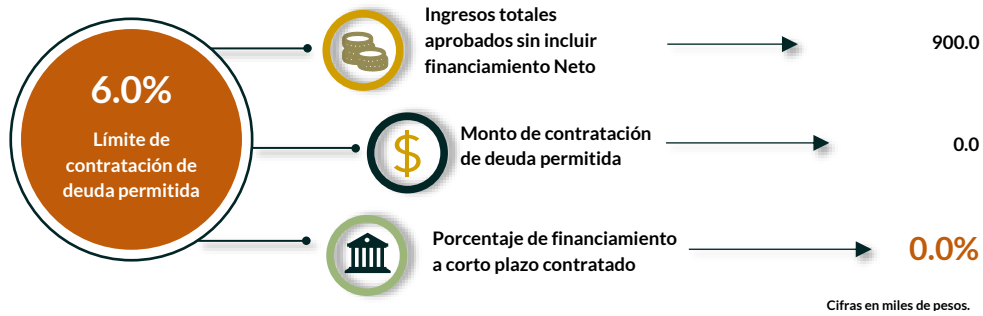 6.0%
Límite de
contratación de
deuda permitida
Ingresos totales
aprobados sin incluir
financiamiento Neto
900.0
$
Monto de contratación
de deuda permitida
0.0
Porcentaje de financiamiento
a corto plazo contratado
0.0%
Cifras en miles de pesos.